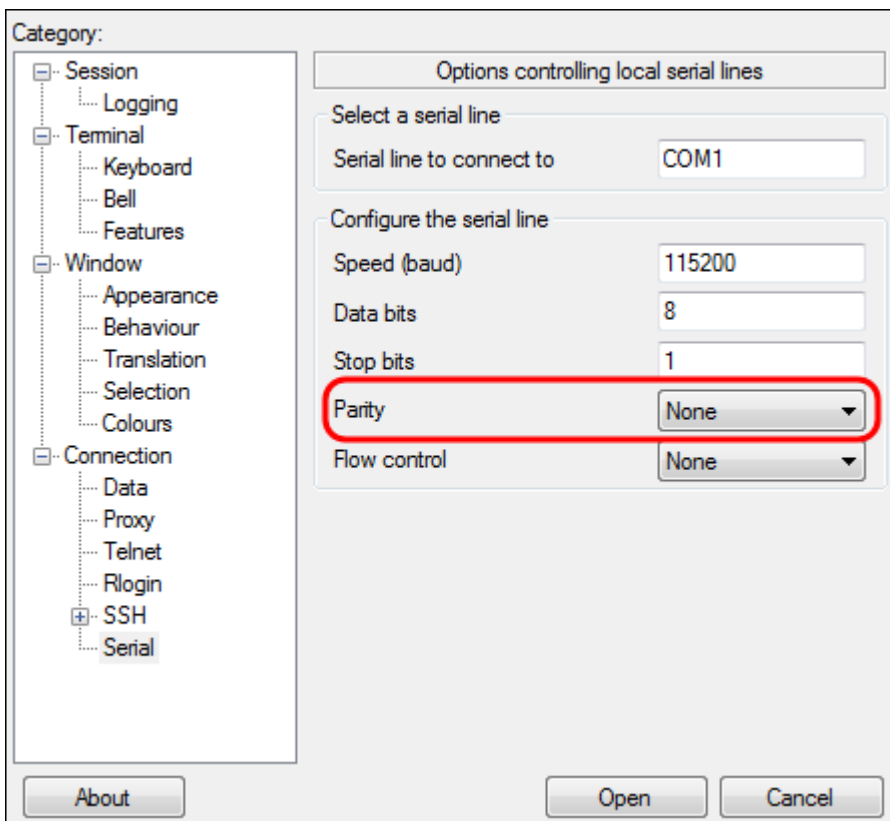 Category:
Session
Logging
Terminal
Keyboard
Bell
Features
Window
Appearance
Behaviour
Translation
Selection
Colours
Connection
Data
Proxy
Telnet
Rlogin
SSH
Serial
Options controlling local serial lines
Select a serial line
Serial line to connect to COM1
Configure the serial line
Speed (baud) 115200
Data bits 8
Stop bits 1
Parity None
Flow control None
About Open Cancel